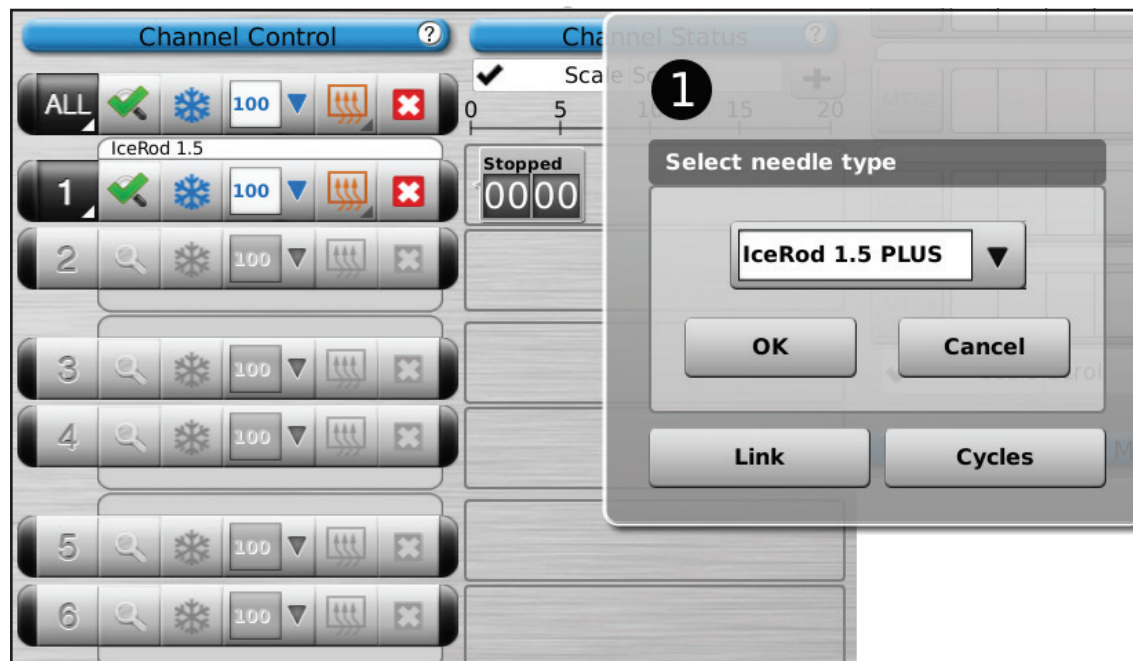 Channel Control ?
Channel Status ?
ALL 100
Scale Sc
0 5 10 15 20
IceRod 1.5
1 100
Stopped
00 00
2 100
3 100
4 100
5 100
6 100
1
Select needle type
IceRod 1.5 PLUS
OK Cancel
Link Cycles
M